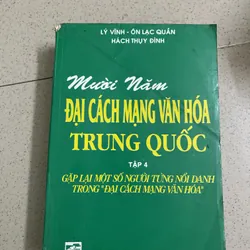 LÝ VĨNH - ÔN LẠC QUẦN
HÁCH THỤY ĐÌNH
Mười Năm
ĐẠI CÁCH MẠNG VĂN HÓA
TRUNG QUỐC
TẬP 4
GẶP LẠI MỘT SỐ NGƯỜI TỪNG NỔI DANH
TRONG "ĐẠI CÁCH MẠNG VĂN HÓA"